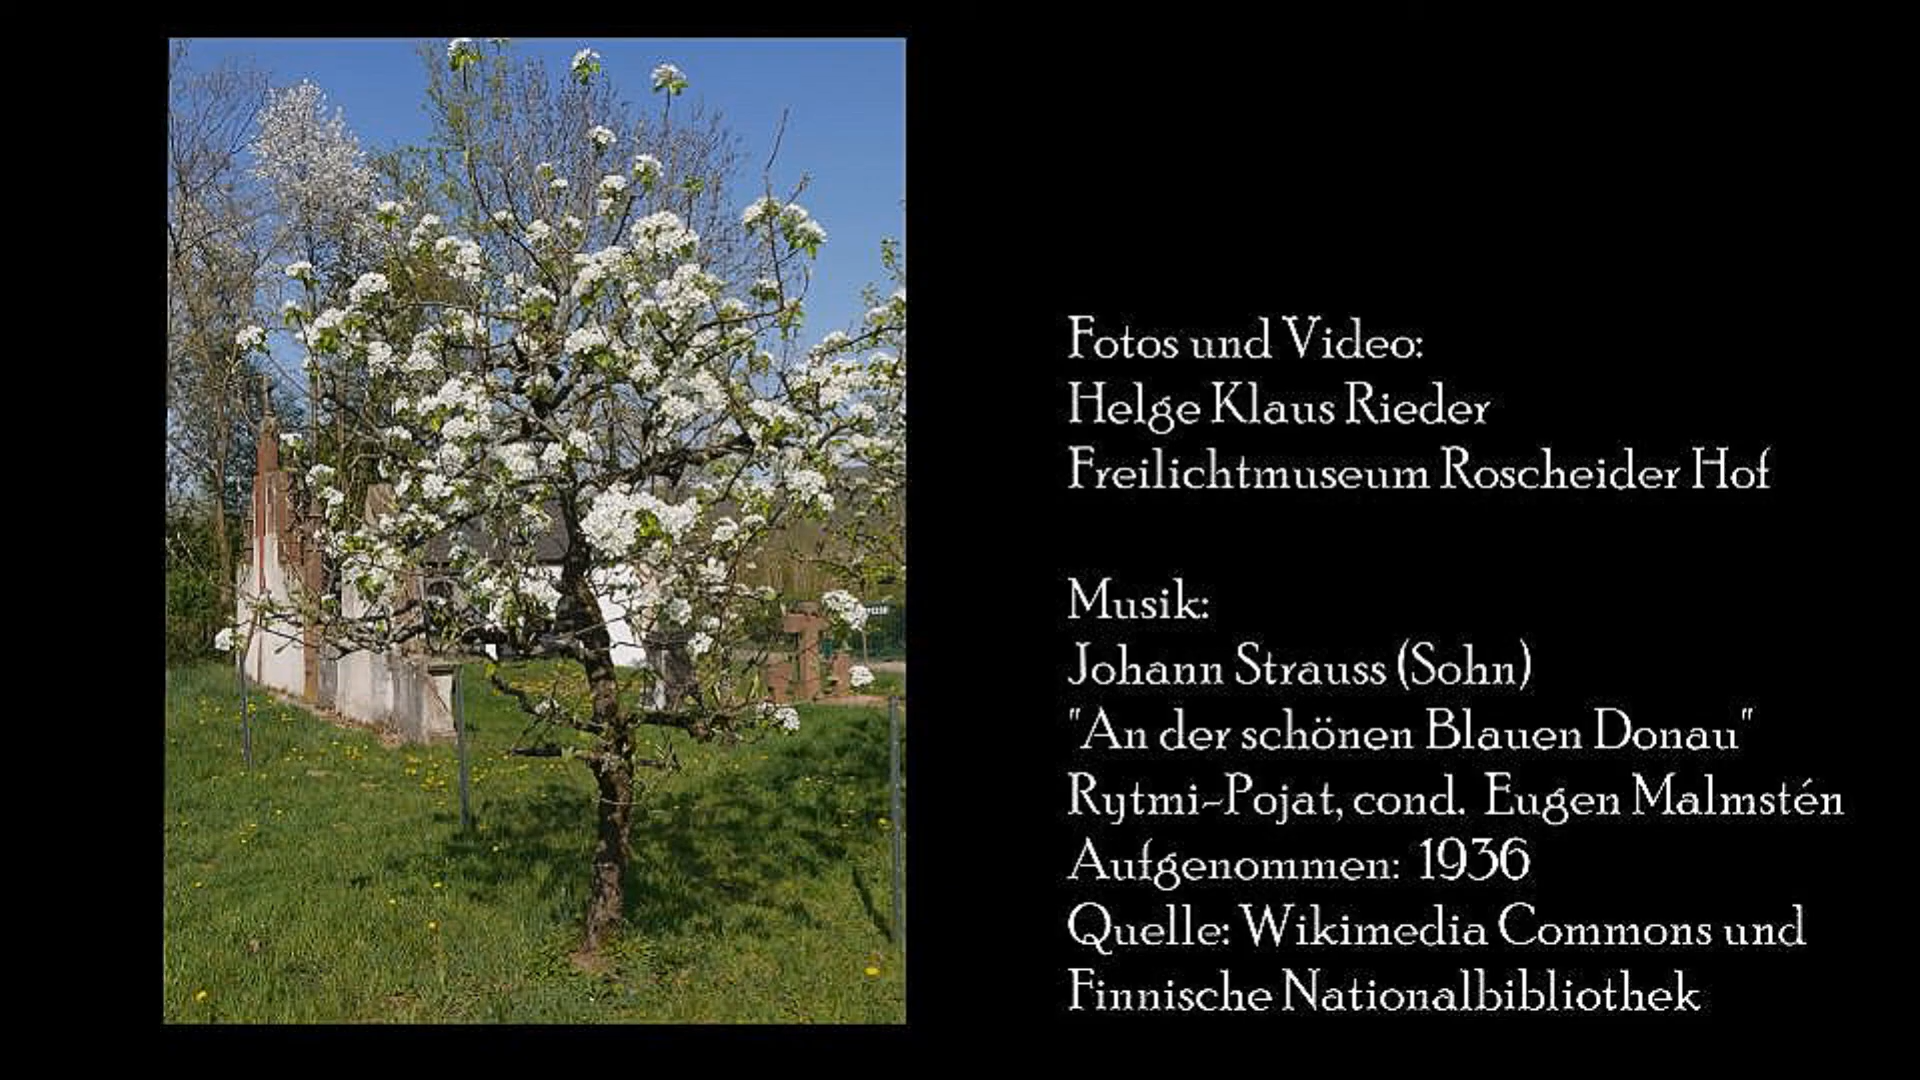 Fotos und Video:
Helge Klaus Rieder
Freilichtmuseum Roscheider Hof
Musik:
Johann Strauss (Sohn)
"An der schönen Blauen Donau"
Rytmi-Pojat, cond. Eugen Malmstén
Aufgenommen: 1936
Quelle: Wikimedia Commons und
Finnische Nationalbibliothek